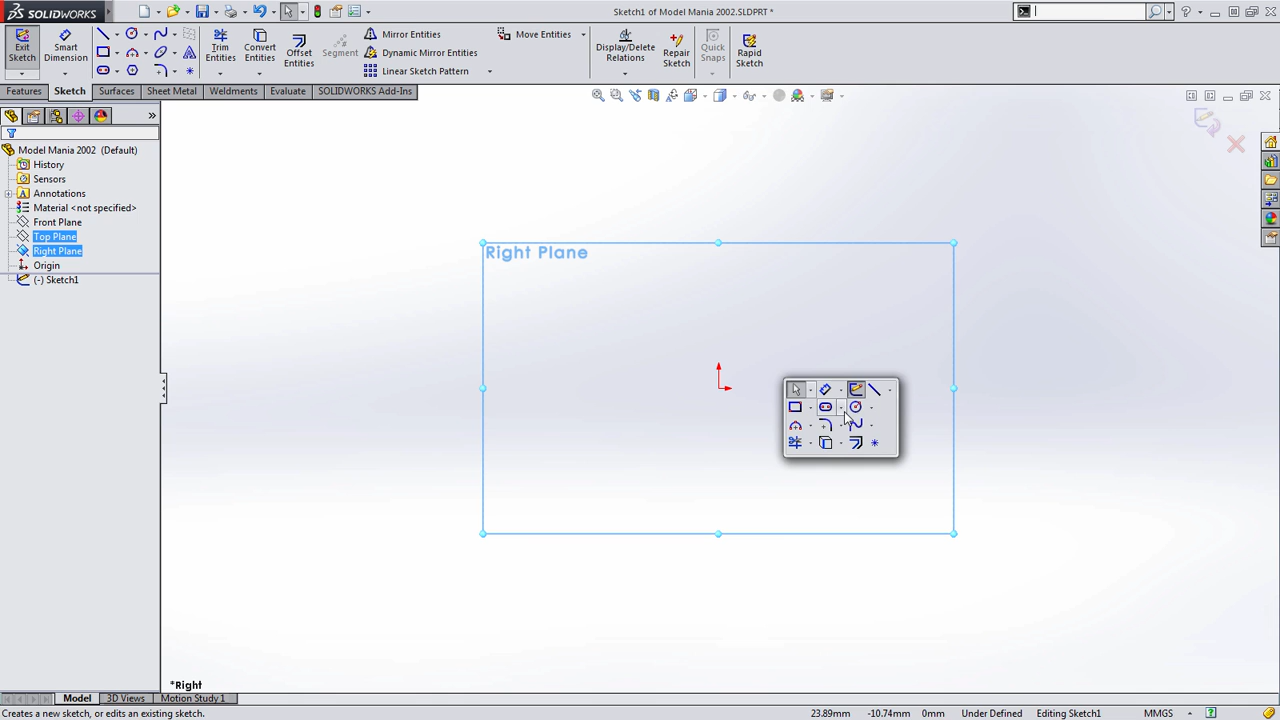 SOLIDWORKS
Sketch1 of Model Mania 2002.SLDPRT *
Exit Sketch
Smart Dimension
Trim Entities
Convert Entities
Offset Entities
Segment
Mirror Entities
Dynamic Mirror Entities
Linear Sketch Pattern
Move Entities
Display/Delete Relations
Repair Sketch
Quick Snaps
Rapid Sketch
Features
Sketch
Surfaces
Sheet Metal
Weldments
Evaluate
SOLIDWORKS Add-Ins
Model Mania 2002 (Default)
History
Sensors
Annotations
Material <not specified>
Front Plane
Top Plane
Right Plane
Origin
(-) Sketch1
Right Plane
*Right
Model
3D Views
Motion Study 1
Creates a new sketch, or edits an existing sketch.
23.89mm
-10.74mm
0mm
Under Defined
Editing Sketch1
MMGS